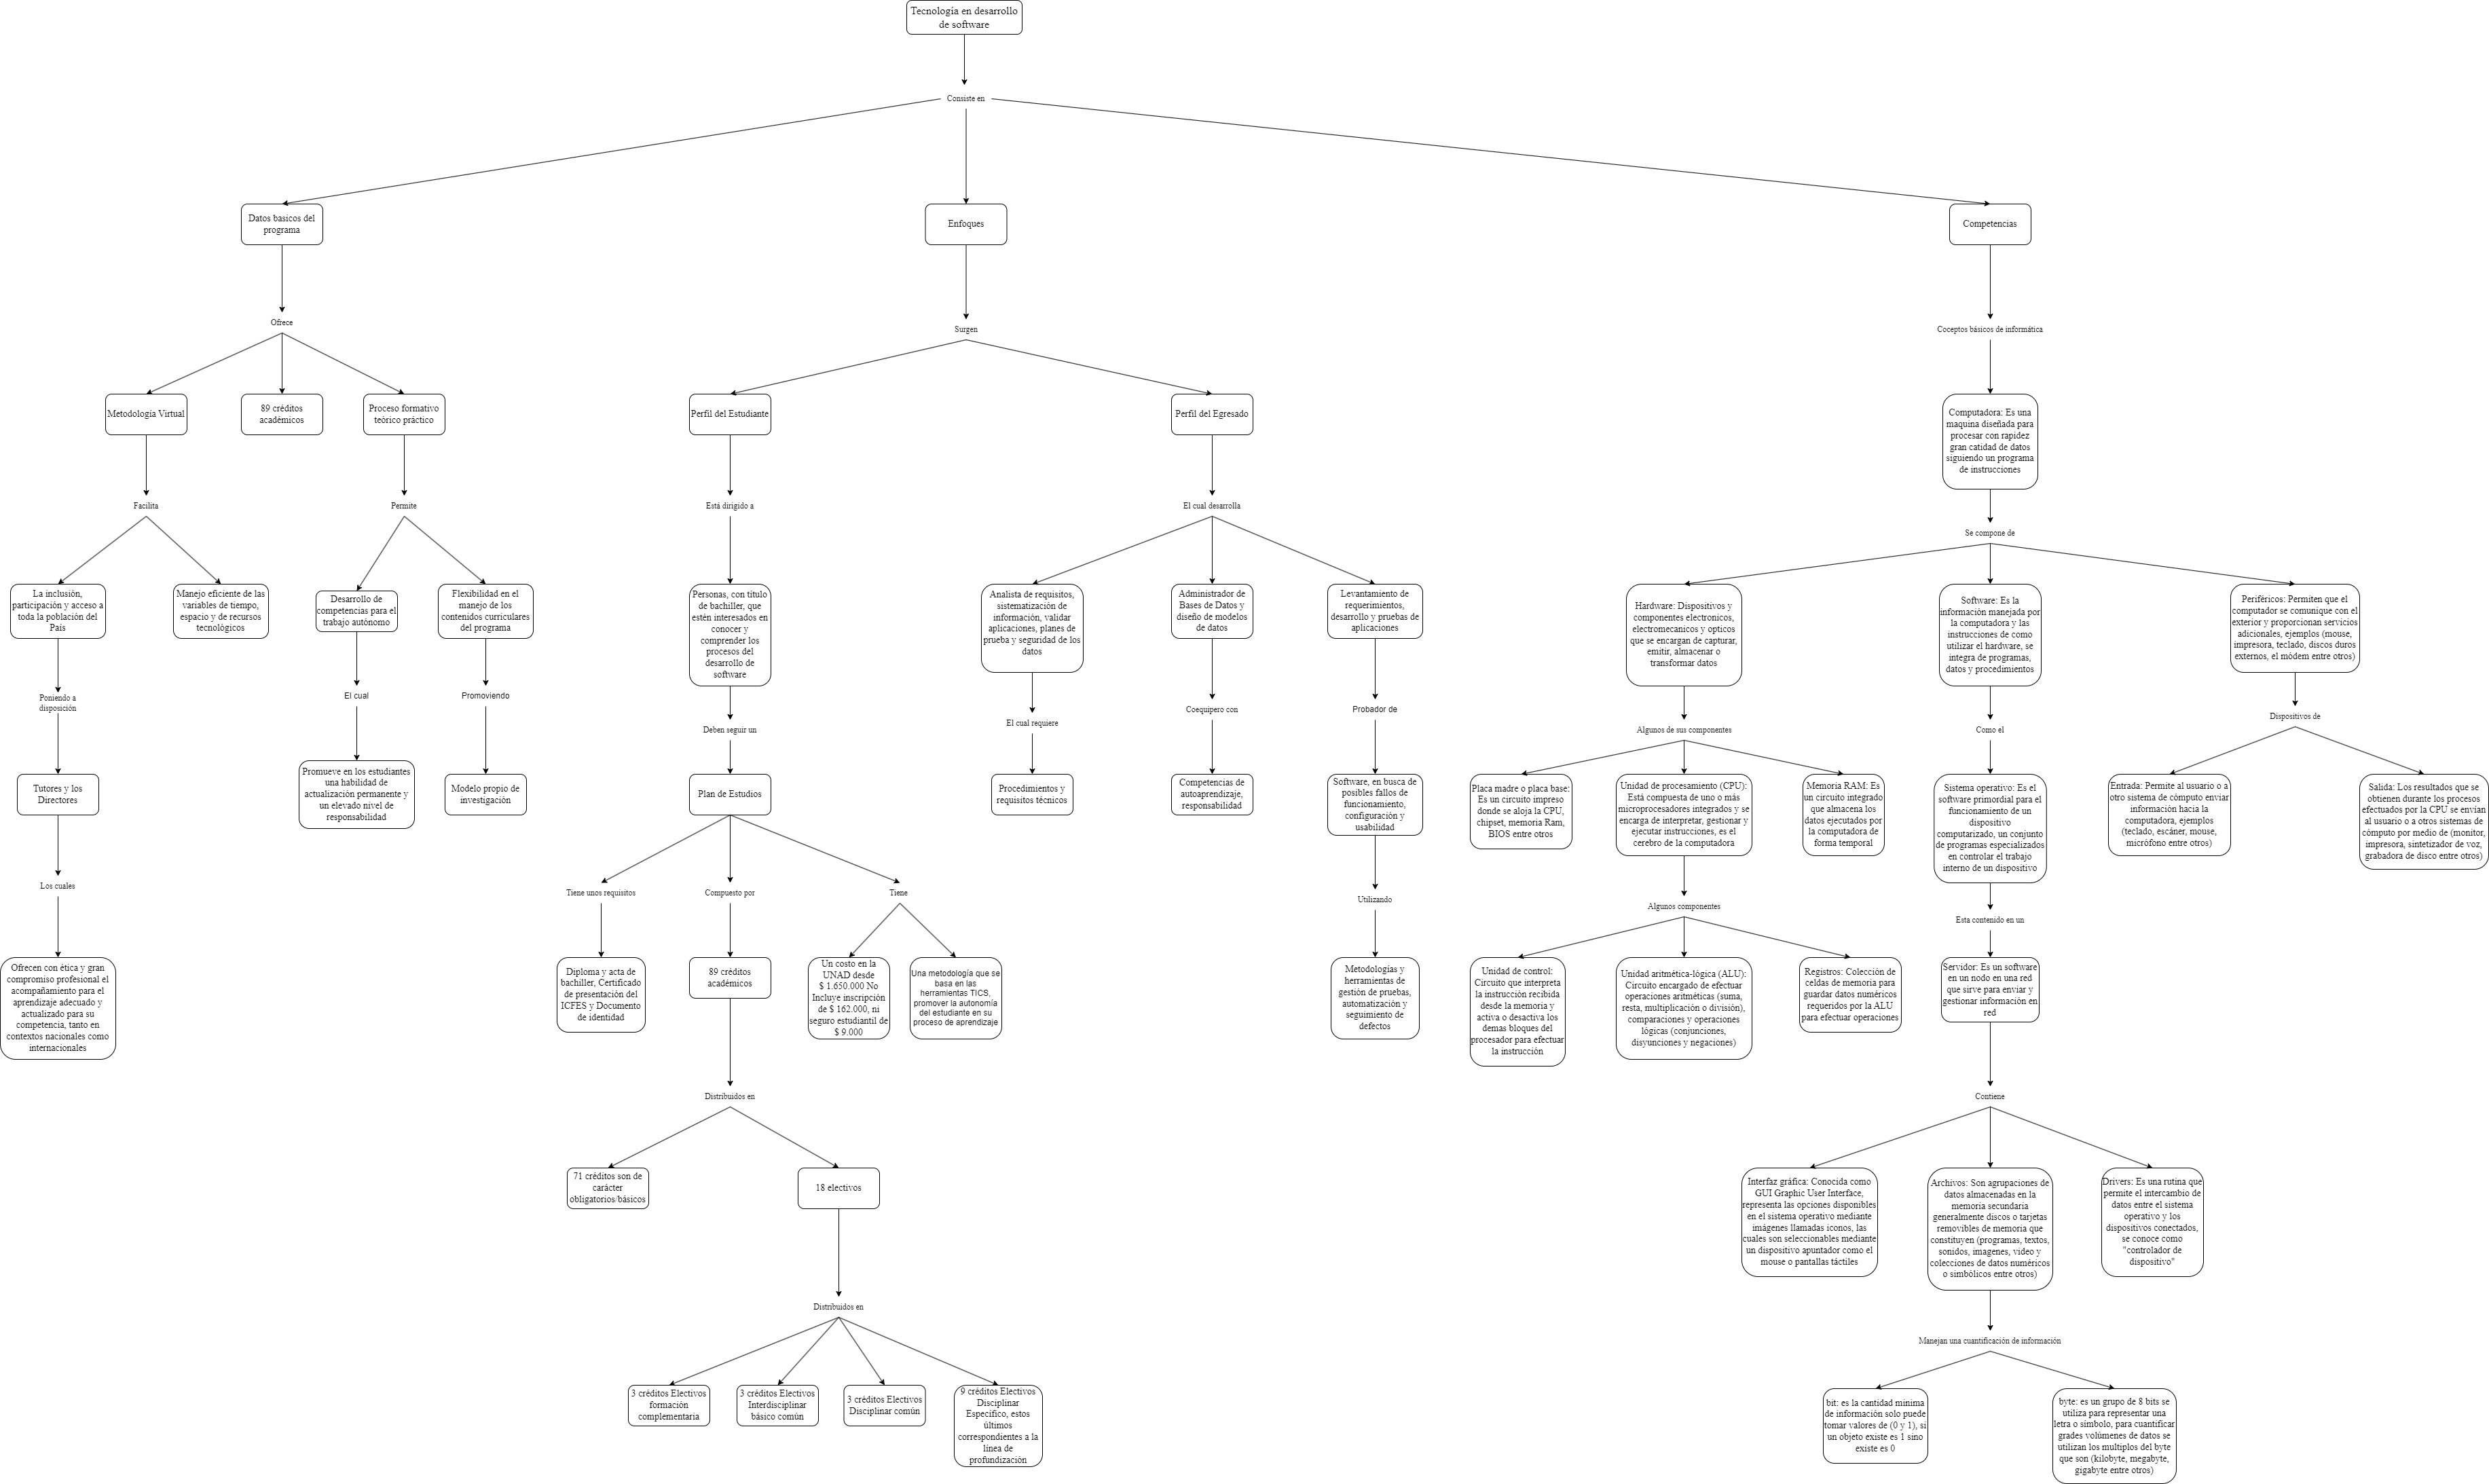 Tecnología en desarrollo
de software
Consiste en
Datos basicos del
programa
Enfoques
Competencias
Ofrece
Surgen
Coceptos básicos de informática
Metodología Virtual
89 créditos
académicos
Proceso formativo
teórico práctico
Perfil del Estudiante
Perfil del Egresado
Computadora: Es una
maquina diseñada para
procesar con rapidez
gran catidad de datos
siguiendo un programa
de instrucciones
Facilita
Permite
Está dirigido a
El cual desarrolla
Se compone de
La inclusión,
participación y acceso a
toda la población del
País
Manejo eficiente de las
variables de tiempo,
espacio y de recursos
tecnológicos
Desarrollo de
competencias para el
trabajo autónomo
Flexibilidad en el
manejo de los
contenidos curriculares
del programa
Personas, con título
de bachiller, que
estén interesados en
conocer y
comprender los
procesos del
desarrollo de
software
Analista de requisitos,
sistematización de
información, validar
aplicaciones, planes de
prueba y seguridad de los
datos
Administrador de
Bases de Datos y
diseño de modelos
de datos
Levantamiento de
requerimientos,
desarrollo y pruebas de
aplicaciones
Hardware: Dispositivos y
componentes electronicos,
electromecanicos y opticos
que se encargan de capturar,
emitir, almacenar o
transformar datos
Software: Es la
información manejada por
la computadora y las
instrucciones de como
utilizar el hardware, se
integra de programas,
datos y procedimientos
Periféricos: Permiten que el
computador se comunique con el
exterior y proporcionan servicios
adicionales, ejemplos (mouse,
impresora, teclado, discos duros
externos, el módem entre otros)
Poniendo a
disposición
El cual
Promoviendo
Deben seguir un
El cual requiere
Coequipero con
Probador de
Algunos de sus componentes
Como el
Dispositivos de
Tutores y los
Directores
Promueve en los estudiantes
una habilidad de
actualización permanente y
un elevado nivel de
responsabilidad
Modelo propio de
investigación
Plan de Estudios
Procedimientos y
requisitos técnicos
Competencias de
autoaprendizaje,
responsabilidad
Software, en busca de
posibles fallos de
funcionamiento,
configuración y
usabilidad
Placa madre o placa base:
Es un circuito impreso
donde se aloja la CPU,
chipset, memoria Ram,
BIOS entre otros
Unidad de procesamiento (CPU):
Está compuesta de uno o más
microprocesadores integrados y se
encarga de interpretar, gestionar y
ejecutar instrucciones, es el
cerebro de la computadora
Memoria RAM: Es
un circuito integrado
que almacena los
datos ejecutados por
la computadora de
forma temporal
Sistema operativo: Es el
software primordial para el
funcionamiento de un
dispositivo
computarizado, un conjunto
de programas especializados
en controlar el trabajo
interno de un dispositivo
Entrada: Permite al usuario o a
otro sistema de cómputo enviar
información hacia la
computadora, ejemplos
(teclado, escáner, mouse,
micrófono entre otros)
Salida: Los resultados que se
obtienen durante los procesos
efectuados por la CPU se envían
al usuario o a otros sistemas de
cómputo por medio de (monitor,
impresora, sintetizador de voz,
grabadora de disco entre otros)
Los cuales
Tiene unos requisitos
Compuesto por
Tiene
Utilizando
Algunos componentes
Esta contenido en un
Ofrecen con ética y gran
compromiso profesional el
acompañamiento para el
aprendizaje adecuado y
actualizado para su
competencia, tanto en
contextos nacionales como
internacionales
Diploma y acta de
bachiller, Certificado
de presentación del
ICFES y Documento
de identidad
89 créditos
académicos
Un costo en la
UNAD desde
$ 1.650.000 No
Incluye inscripción
de $ 162.000, ni
seguro estudiantil de
$ 9.000
Una metodología que se
basa en las
herramientas TICS,
promover la autonomía
del estudiante en su
proceso de aprendizaje
Metodologías y
herramientas de
gestión de pruebas,
automatización y
seguimiento de
defectos
Unidad de control:
Circuito que interpreta
la instrucción recibida
desde la memoria y
activa o desactiva los
demas bloques del
procesador para efectuar
la instrucción
Unidad aritmética-lógica (ALU):
Circuito encargado de efectuar
operaciones aritméticas (suma,
resta, multiplicación o división),
comparaciones y operaciones
lógicas (conjunciones,
disyunciones y negaciones)
Registros: Colección de
celdas de memoria para
guardar datos numéricos
requeridos por la ALU
para efectuar operaciones
Servidor: Es un software
en un nodo en una red
que sirve para enviar y
gestionar información en
red
Distribuidos en
Contiene
71 créditos son de
carácter
obligatorios/básicos
18 electivos
Interfaz gráfica: Conocida como
GUI Graphic User Interface,
representa las opciones disponibles
en el sistema operativo mediante
imágenes llamadas iconos, las
cuales son seleccionables mediante
un dispositivo apuntador como el
mouse o pantallas táctiles
Archivos: Son agrupaciones de
datos almacenadas en la
memoria secundaria
generalmente discos o tarjetas
removibles de memoria que
constituyen (programas, textos,
sonidos, imagenes, video y
colecciones de datos numéricos
o simbólicos entre otros)
Drivers: Es una rutina que
permite el intercambio de
datos entre el sistema
operativo y los
dispositivos conectados,
se conoce como
"controlador de
dispositivo"
Distribuidos en
Manejan una cuantificación de información
3 créditos Electivos
formación
complementaria
3 créditos Electivos
Interdisciplinar
básico común
3 créditos Electivos
Disciplinar común
9 créditos Electivos
Disciplinar
Específico, estos
últimos
correspondientes a la
línea de
profundización
bit: es la cantidad minima
de información solo puede
tomar valores de (0 y 1), si
un objeto existe es 1 sino
existe es 0
byte: es un grupo de 8 bits se
utiliza para representar una
letra o símbolo, para cuantificar
grades volúmenes de datos se
utilizan los multiplos del byte
que son (kilobyte, megabyte,
gigabyte entre otros)